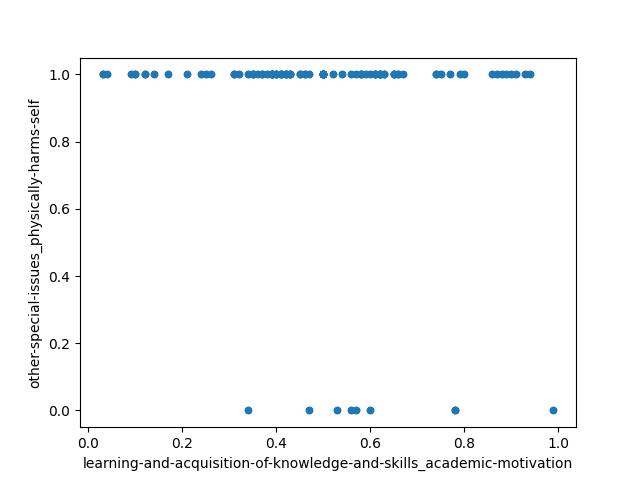 1.0
0.8
0.6
0.4
0.2
0.0
other-special-issues_physically-harms-self
0.0 0.2 0.4 0.6 0.8 1.0
learning-and-acquisition-of-knowledge-and-skills_academic-motivation